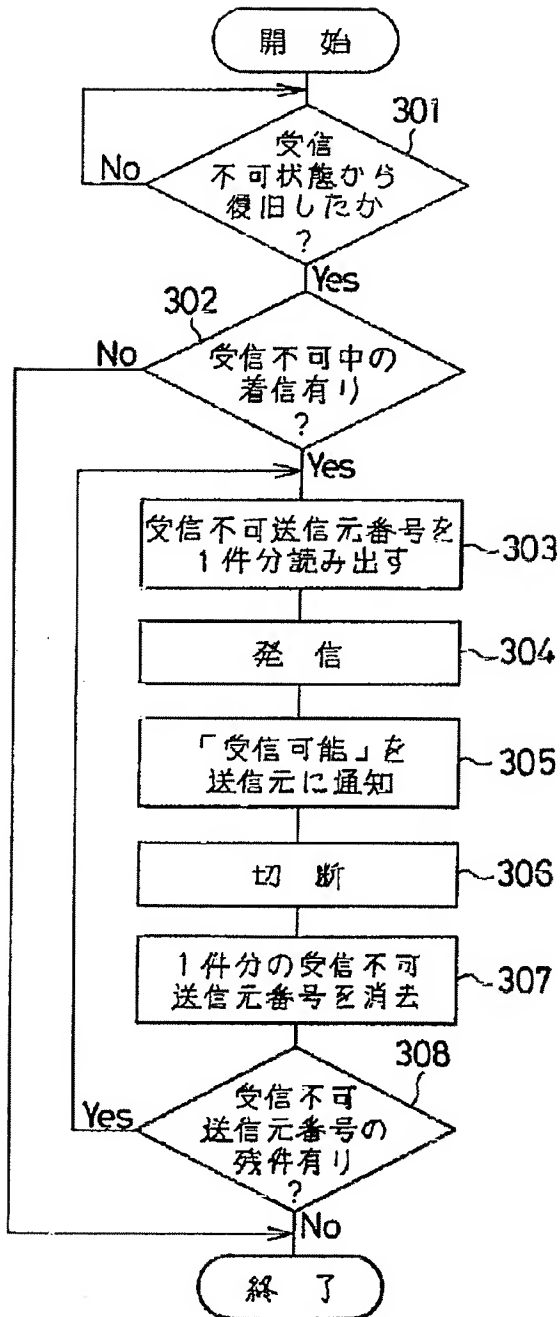 開始
301
受信
不可状態から
復旧したか
?
No
Yes
302
No
受信不可中の
着信有り
?
Yes
受信不可送信元番号を
1件分読み出す
303
発信
304
「受信可能」を
送信元に通知
305
切断
306
1件分の受信不可
送信元番号を消去
307
308
受信不可
送信元番号の
残件有り
?
Yes
No
終了